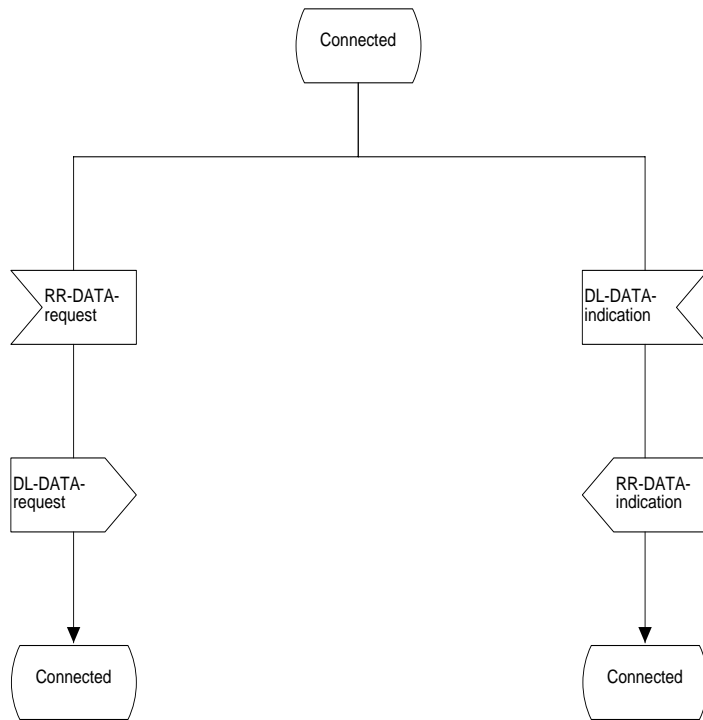 Connected
RR-DATA-
request
DL-DATA-
indication
DL-DATA-
request
RR-DATA-
indication
Connected
Connected